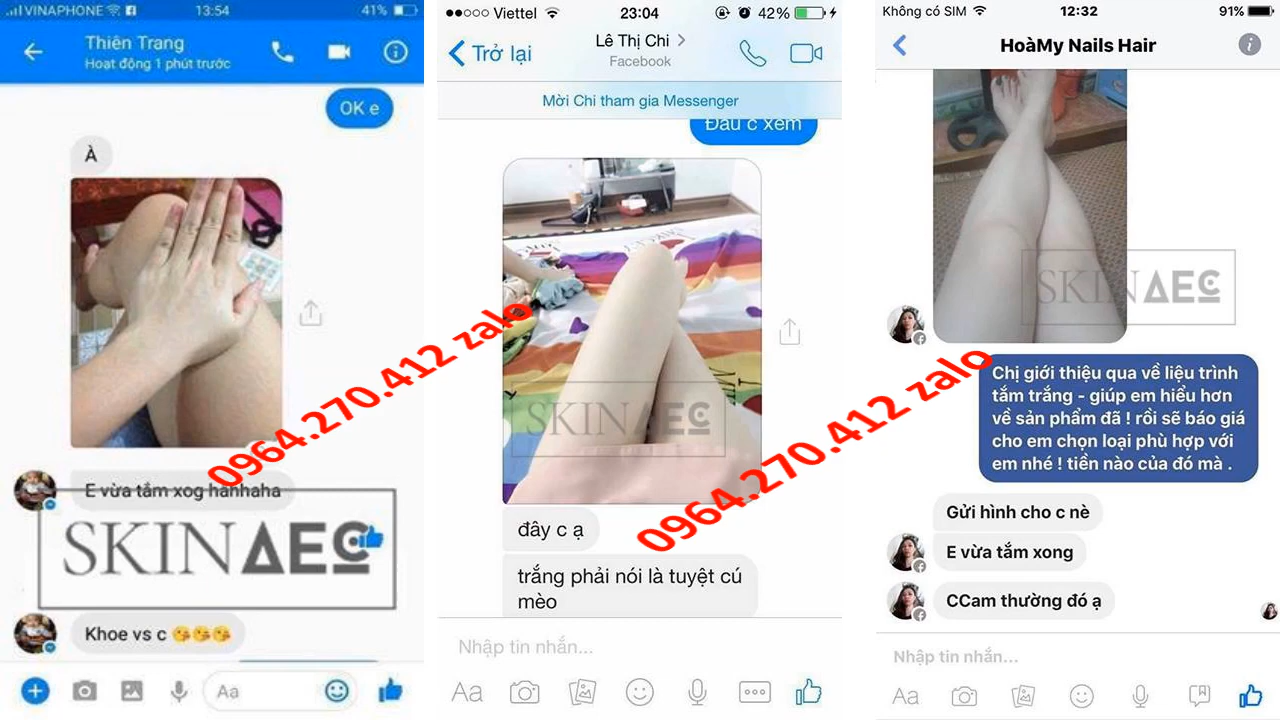 VINAPHONE
13:54
41%
Thiên Trang
Hoạt động 1 phút trước
OK e
À
E vừa tắm xog hahhaha
SKINAEC
Khoe vs c 😘😘😘
Aa
Viettel
23:04
42%
Trở lại
Lê Thị Chi
Facebook
Mời Chi tham gia Messenger
Đâu c xem
SKINAEC
đây c ạ
trắng phải nói là tuyệt cú
mèo
Nhập tin nhắn...
Aa
Không có SIM
12:32
91%
HoàMy Nails Hair
SKINAEC
Chị giới thiệu qua về liệu trình
tắm trắng - giúp em hiểu hơn
về sản phẩm đã ! rồi sẽ báo giá
cho em chọn loại phù hợp với
em nhé ! tiền nào của đó mà .
Gửi hình cho c nè
E vừa tắm xong
CCam thường đó ạ
Nhập tin nhắn...
Aa
0964.270.412 zalo
0964.270.412 zalo